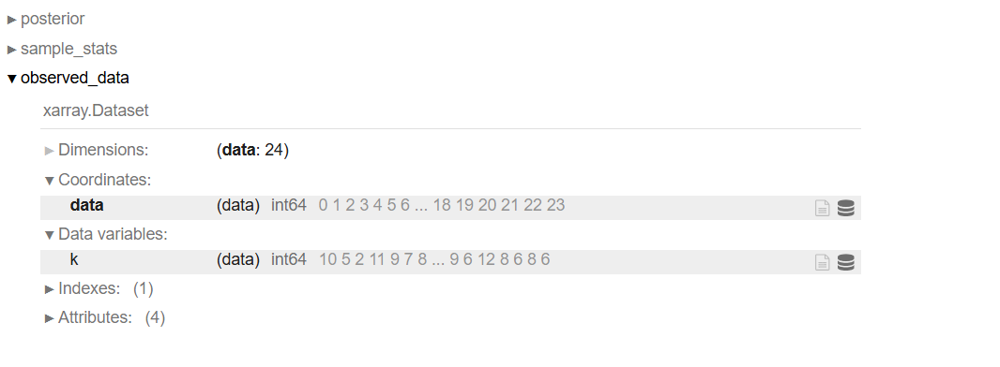 ► posterior
► sample_stats
▼ observed_data
xarray.Dataset
► Dimensions: (data: 24)
▼ Coordinates:
data (data) int64 0 1 2 3 4 5 6 ... 18 19 20 21 22 23
▼ Data variables:
k (data) int64 10 5 2 11 9 7 8 ... 9 6 12 8 6 8 6
► Indexes: (1)
► Attributes: (4)